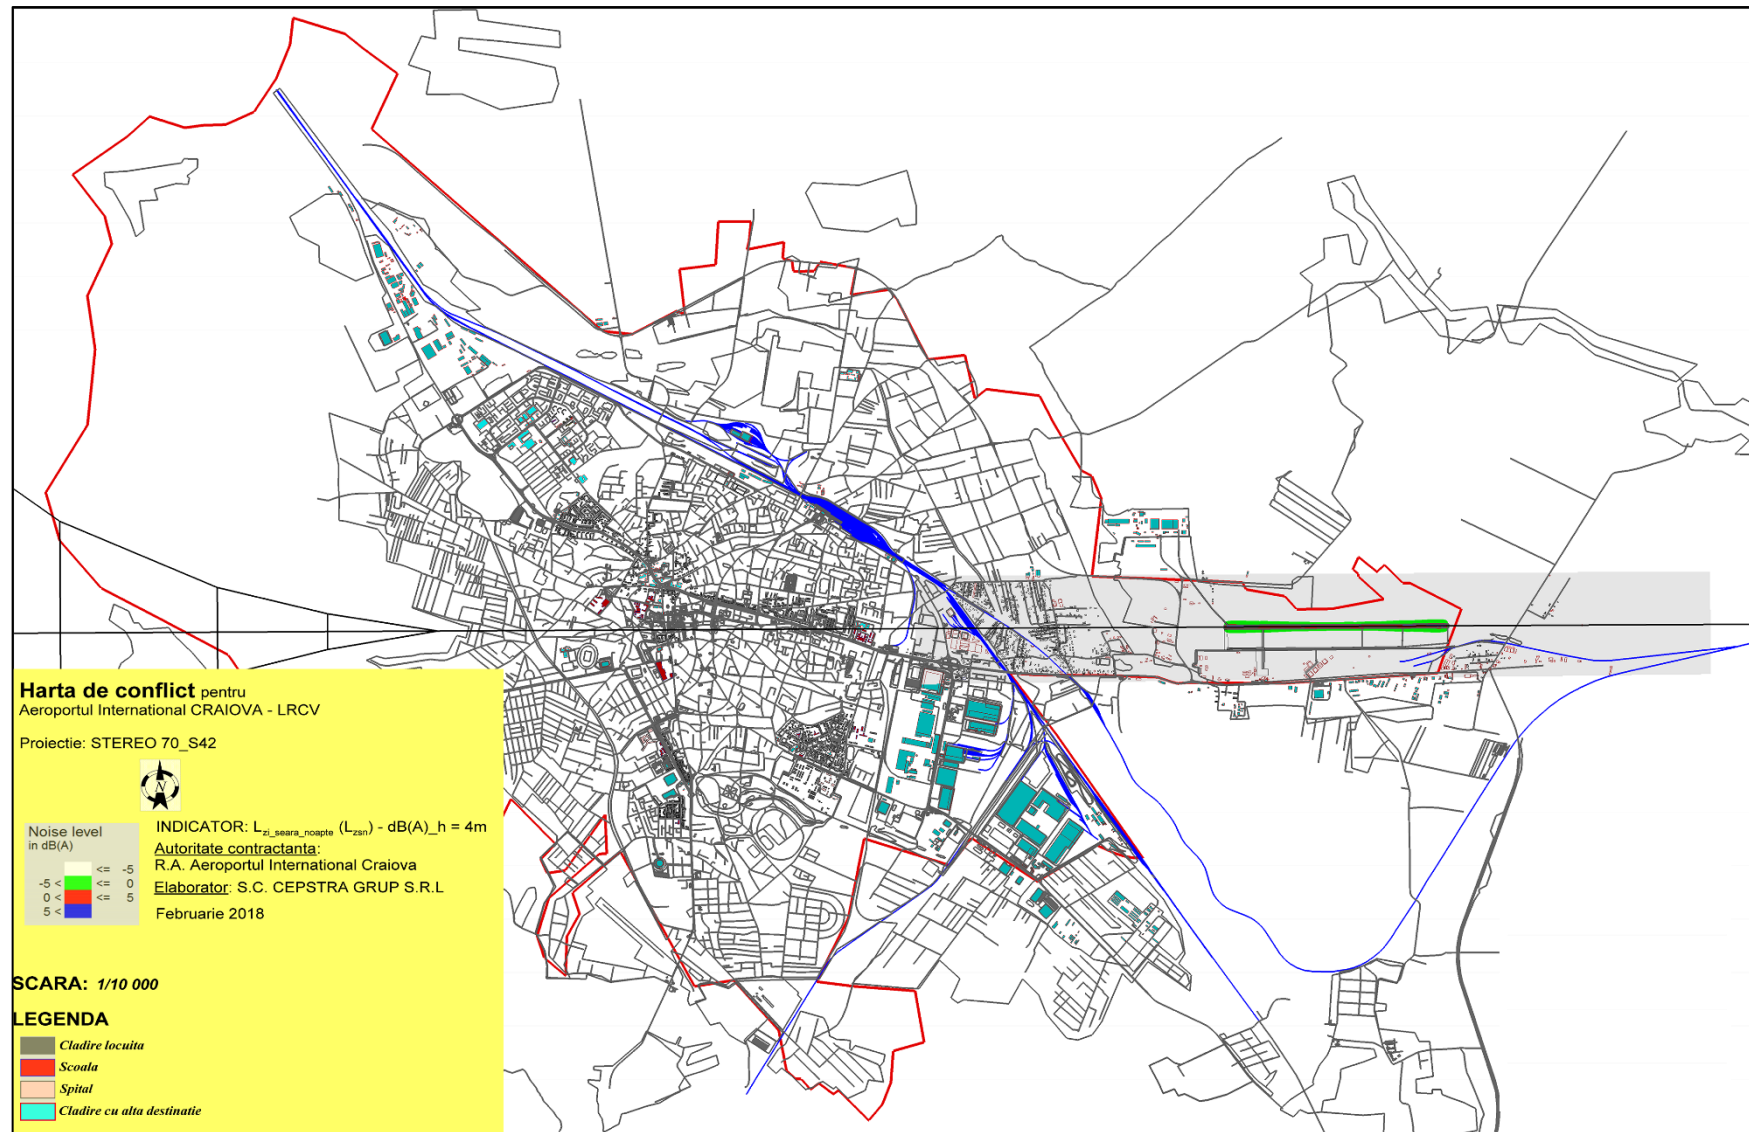 Harta de conflict pentru
Aeroportul International CRAIOVA - LRCV
Proiectie: STEREO 70_S42
N
INDICATOR: Lzi_seara_noapte (Lzsn) - dB(A)_h = 4m
Autoritate contractanta:
R.A. Aeroportul International Craiova
Elaborator: S.C. CEPSTRA GRUP S.R.L
Februarie 2018
Noise level
in dB(A)
<= -5
-5 < <= 0
0 < <= 5
5 <
SCARA: 1/10 000
LEGENDA
Cladire locuita
Scoala
Spital
Cladire cu alta destinatie